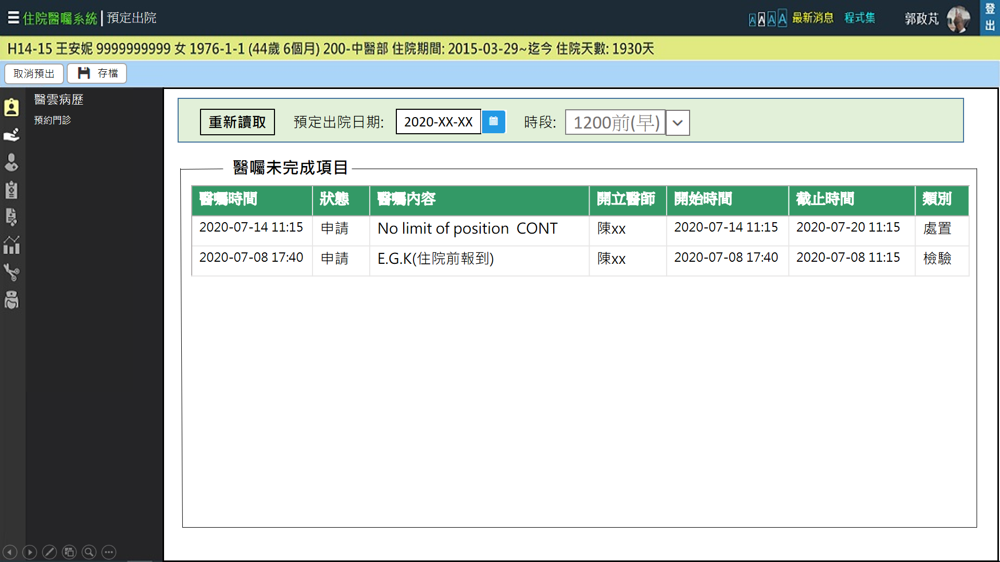 住院醫囑系統 | 預定出院
A A A A 最新消息 程式集 郭政芃 登出
H14-15 王安妮 9999999999 女 1976-1-1 (44歲 6個月) 200-中醫部 住院期間: 2015-03-29~迄今 住院天數: 1930天
取消預出 存檔
醫雲病歷
預約門診
重新讀取 預定出院日期: 2020-XX-XX 時段: 1200前(早)
醫囑未完成項目
醫囑時間 狀態 醫囑內容 開立醫師 開始時間 截止時間 類別
2020-07-14 11:15 申請 No limit of position CONT 陳xx 2020-07-14 11:15 2020-07-20 11:15 處置
2020-07-08 17:40 申請 E.G.K(住院前報到) 陳xx 2020-07-08 17:40 2020-07-08 11:15 檢驗